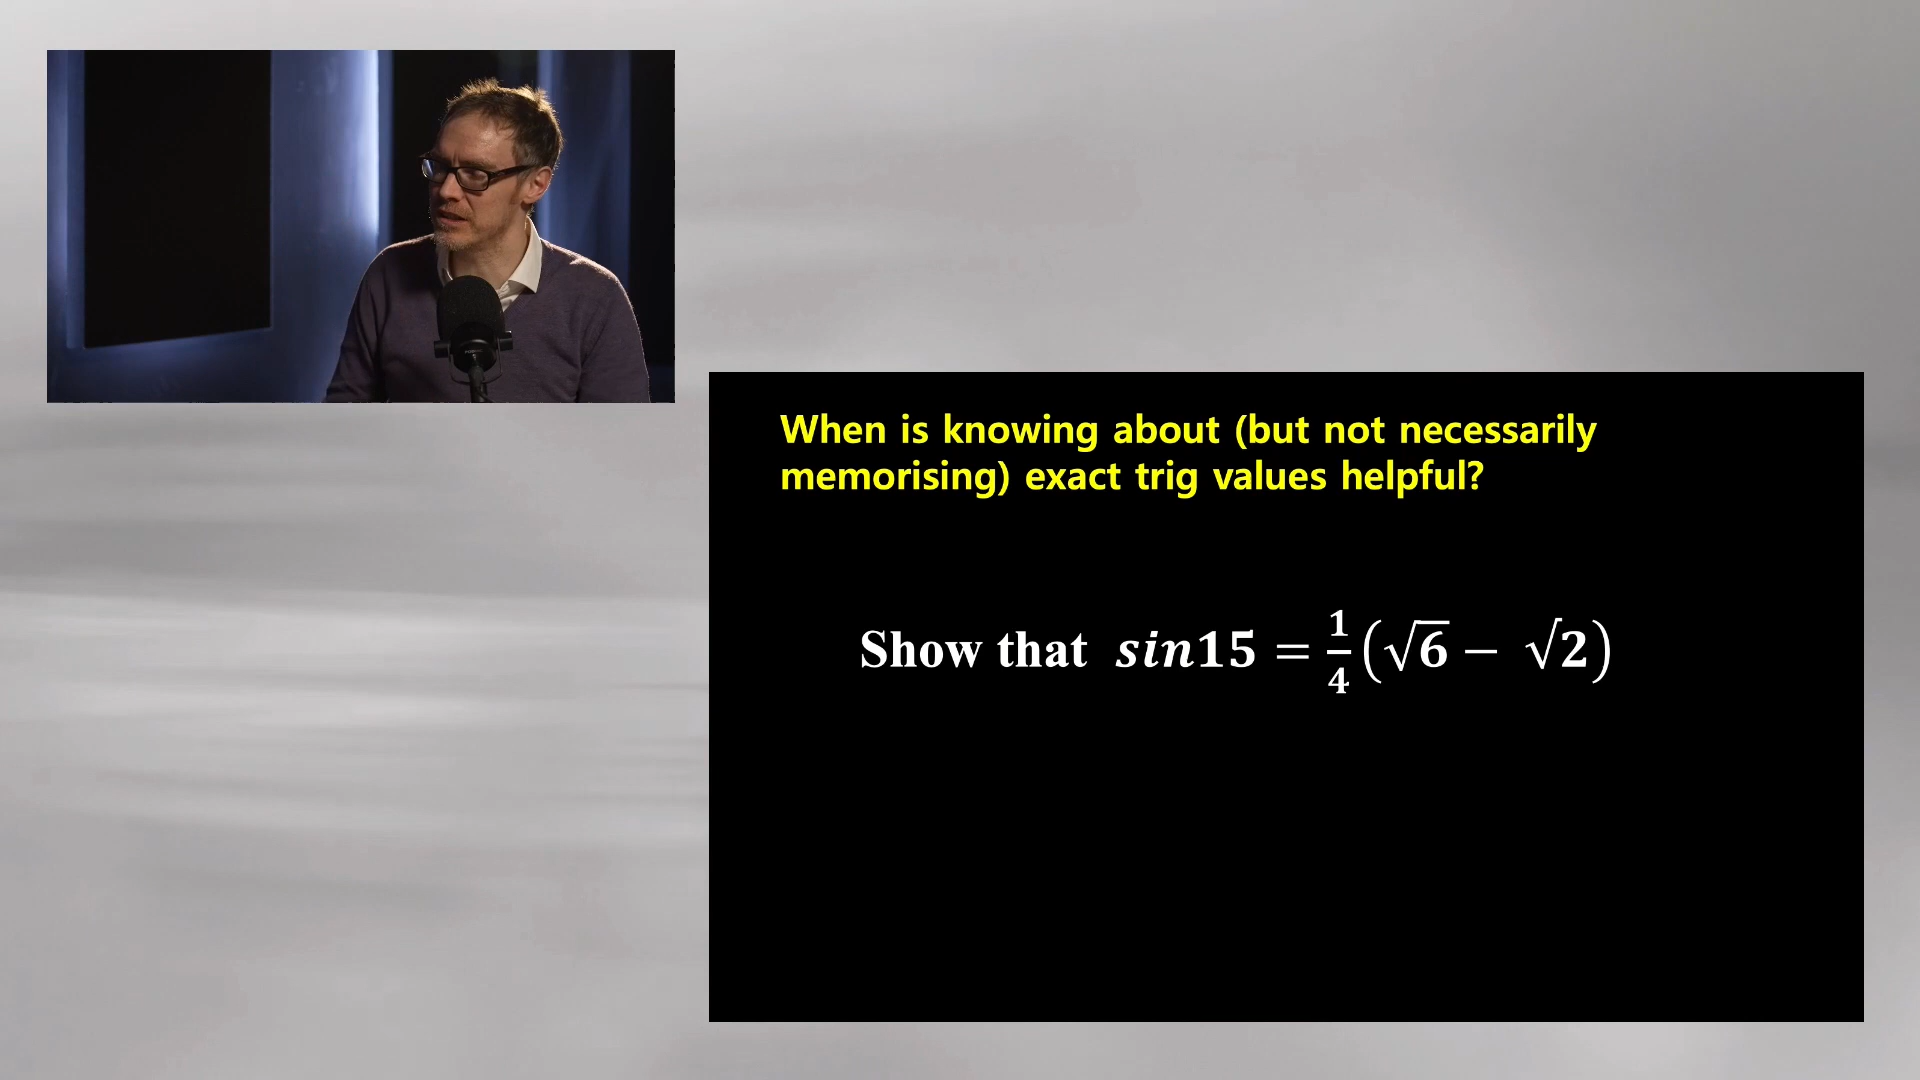 When is knowing about (but not necessarily
memorising) exact trig values helpful?
Show that sin15 = 1/4 (√6 − √2)